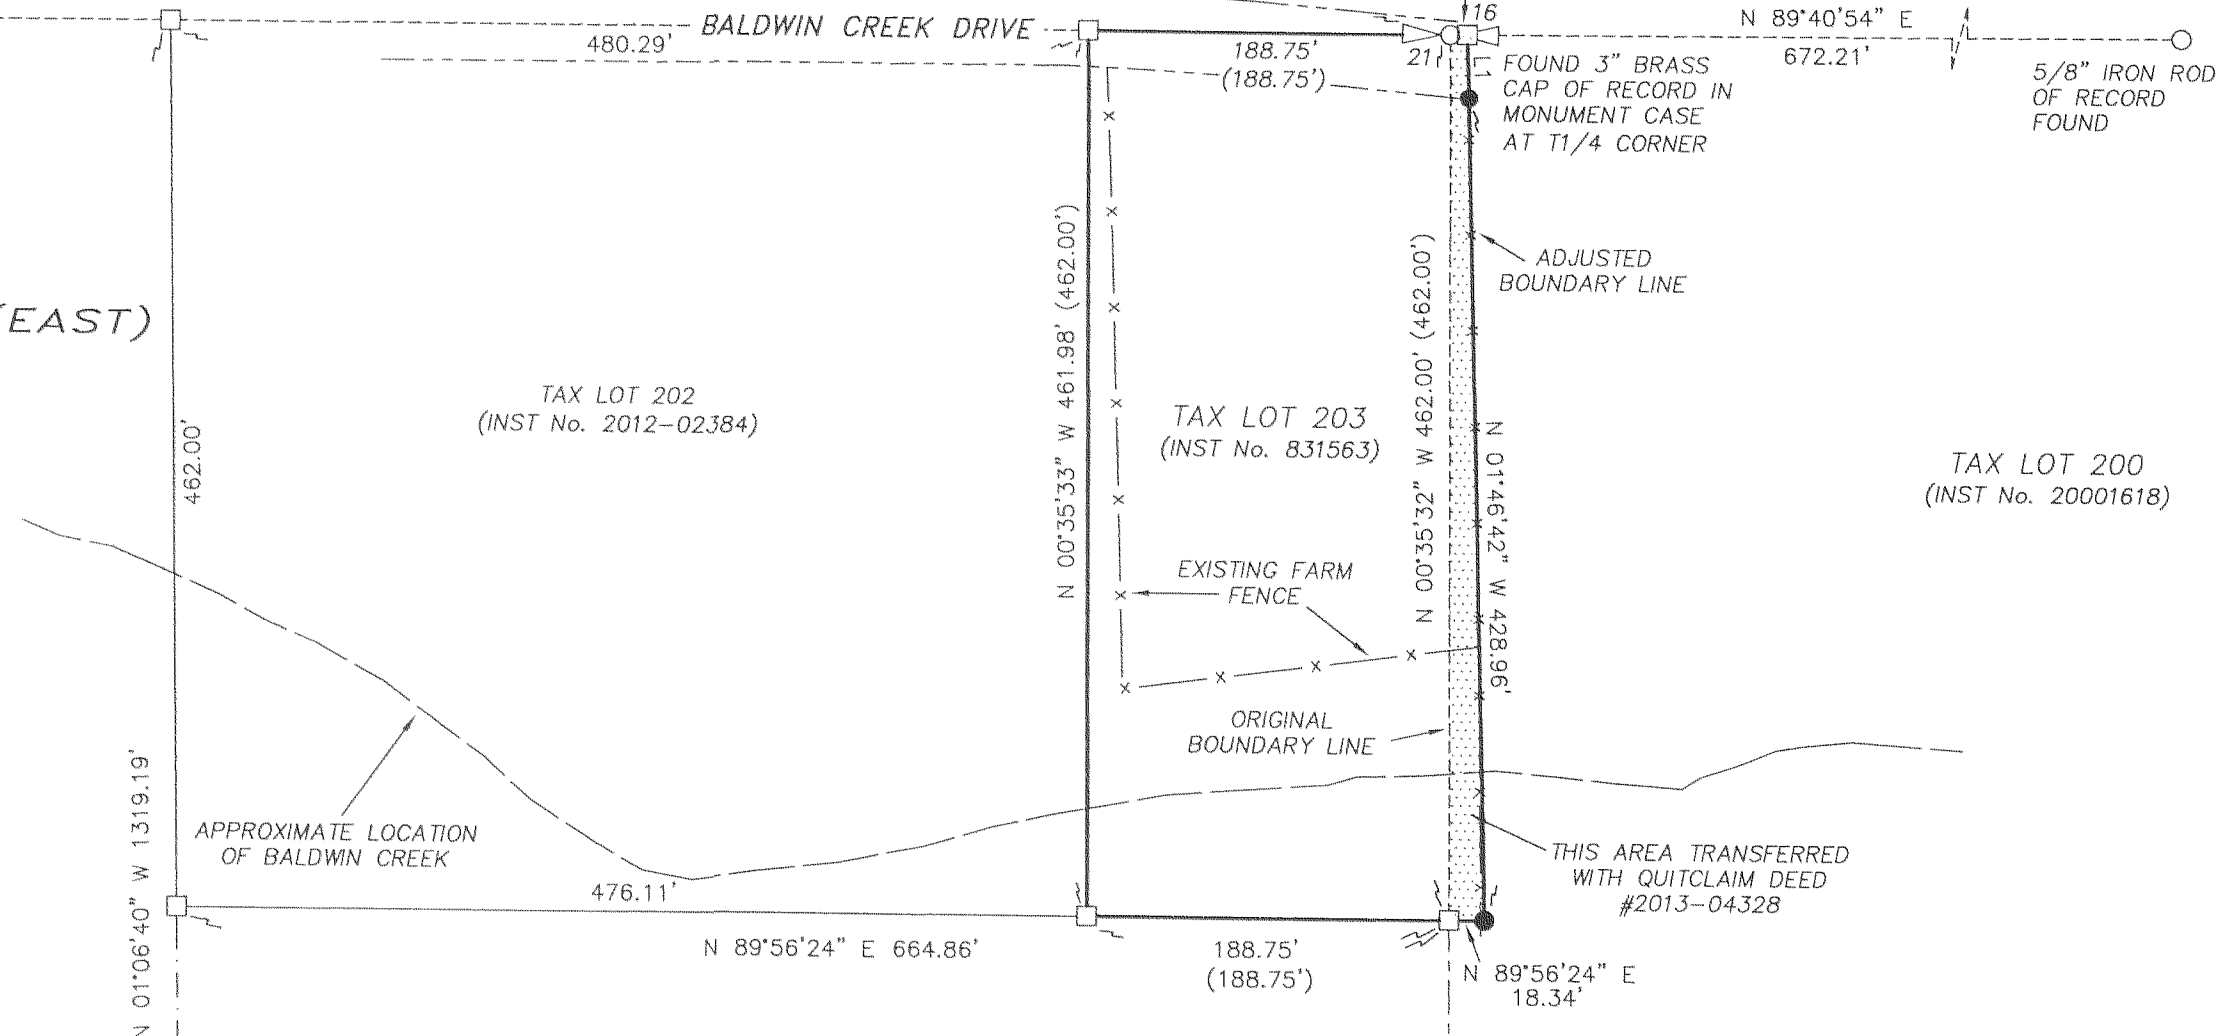 BALDWIN CREEK DRIVE
480.29'
188.75'
(188.75')
16
21
L1
N 89°40'54" E
672.21'
FOUND 3" BRASS
CAP OF RECORD IN
MONUMENT CASE
AT T1/4 CORNER
5/8" IRON ROD
OF RECORD
FOUND
ADJUSTED
BOUNDARY LINE
(EAST)
TAX LOT 202
(INST No. 2012-02384)
462.00'
N 00°35'33" W 461.98' (462.00')
TAX LOT 203
(INST No. 831563)
N 00°35'32" W 462.00' (462.00')
N 01°46'42" W 428.96'
TAX LOT 200
(INST No. 20001618)
EXISTING FARM
FENCE
ORIGINAL
BOUNDARY LINE
N 01°06'40" W 1319.19'
APPROXIMATE LOCATION
OF BALDWIN CREEK
THIS AREA TRANSFERRED
WITH QUITCLAIM DEED
#2013-04328
476.11'
N 89°56'24" E 664.86'
188.75'
(188.75')
N 89°56'24" E
18.34'